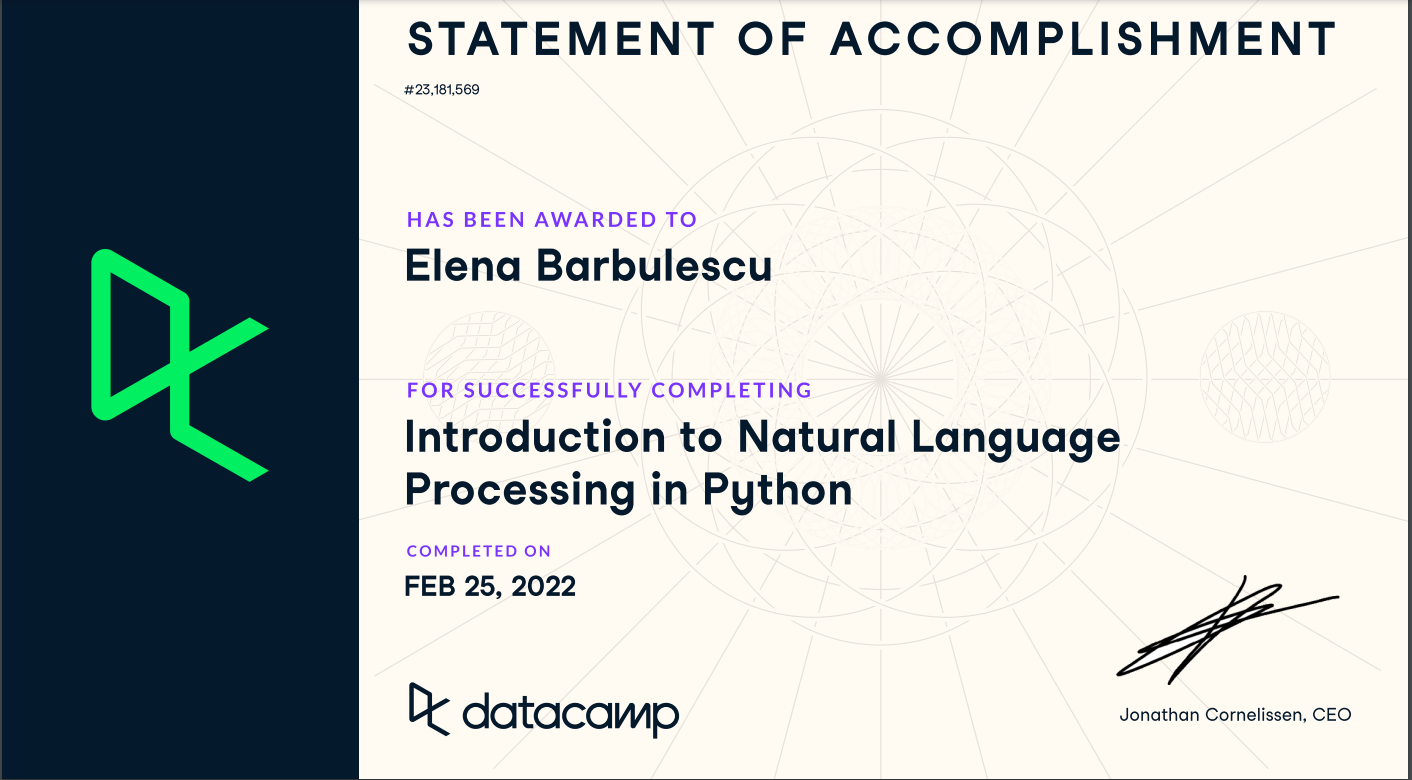 STATEMENT OF ACCOMPLISHMENT
#23,181,569
HAS BEEN AWARDED TO
Elena Barbulescu
FOR SUCCESSFULLY COMPLETING
Introduction to Natural Language
Processing in Python
COMPLETED ON
FEB 25, 2022
datacamp
Jonathan Cornelissen, CEO